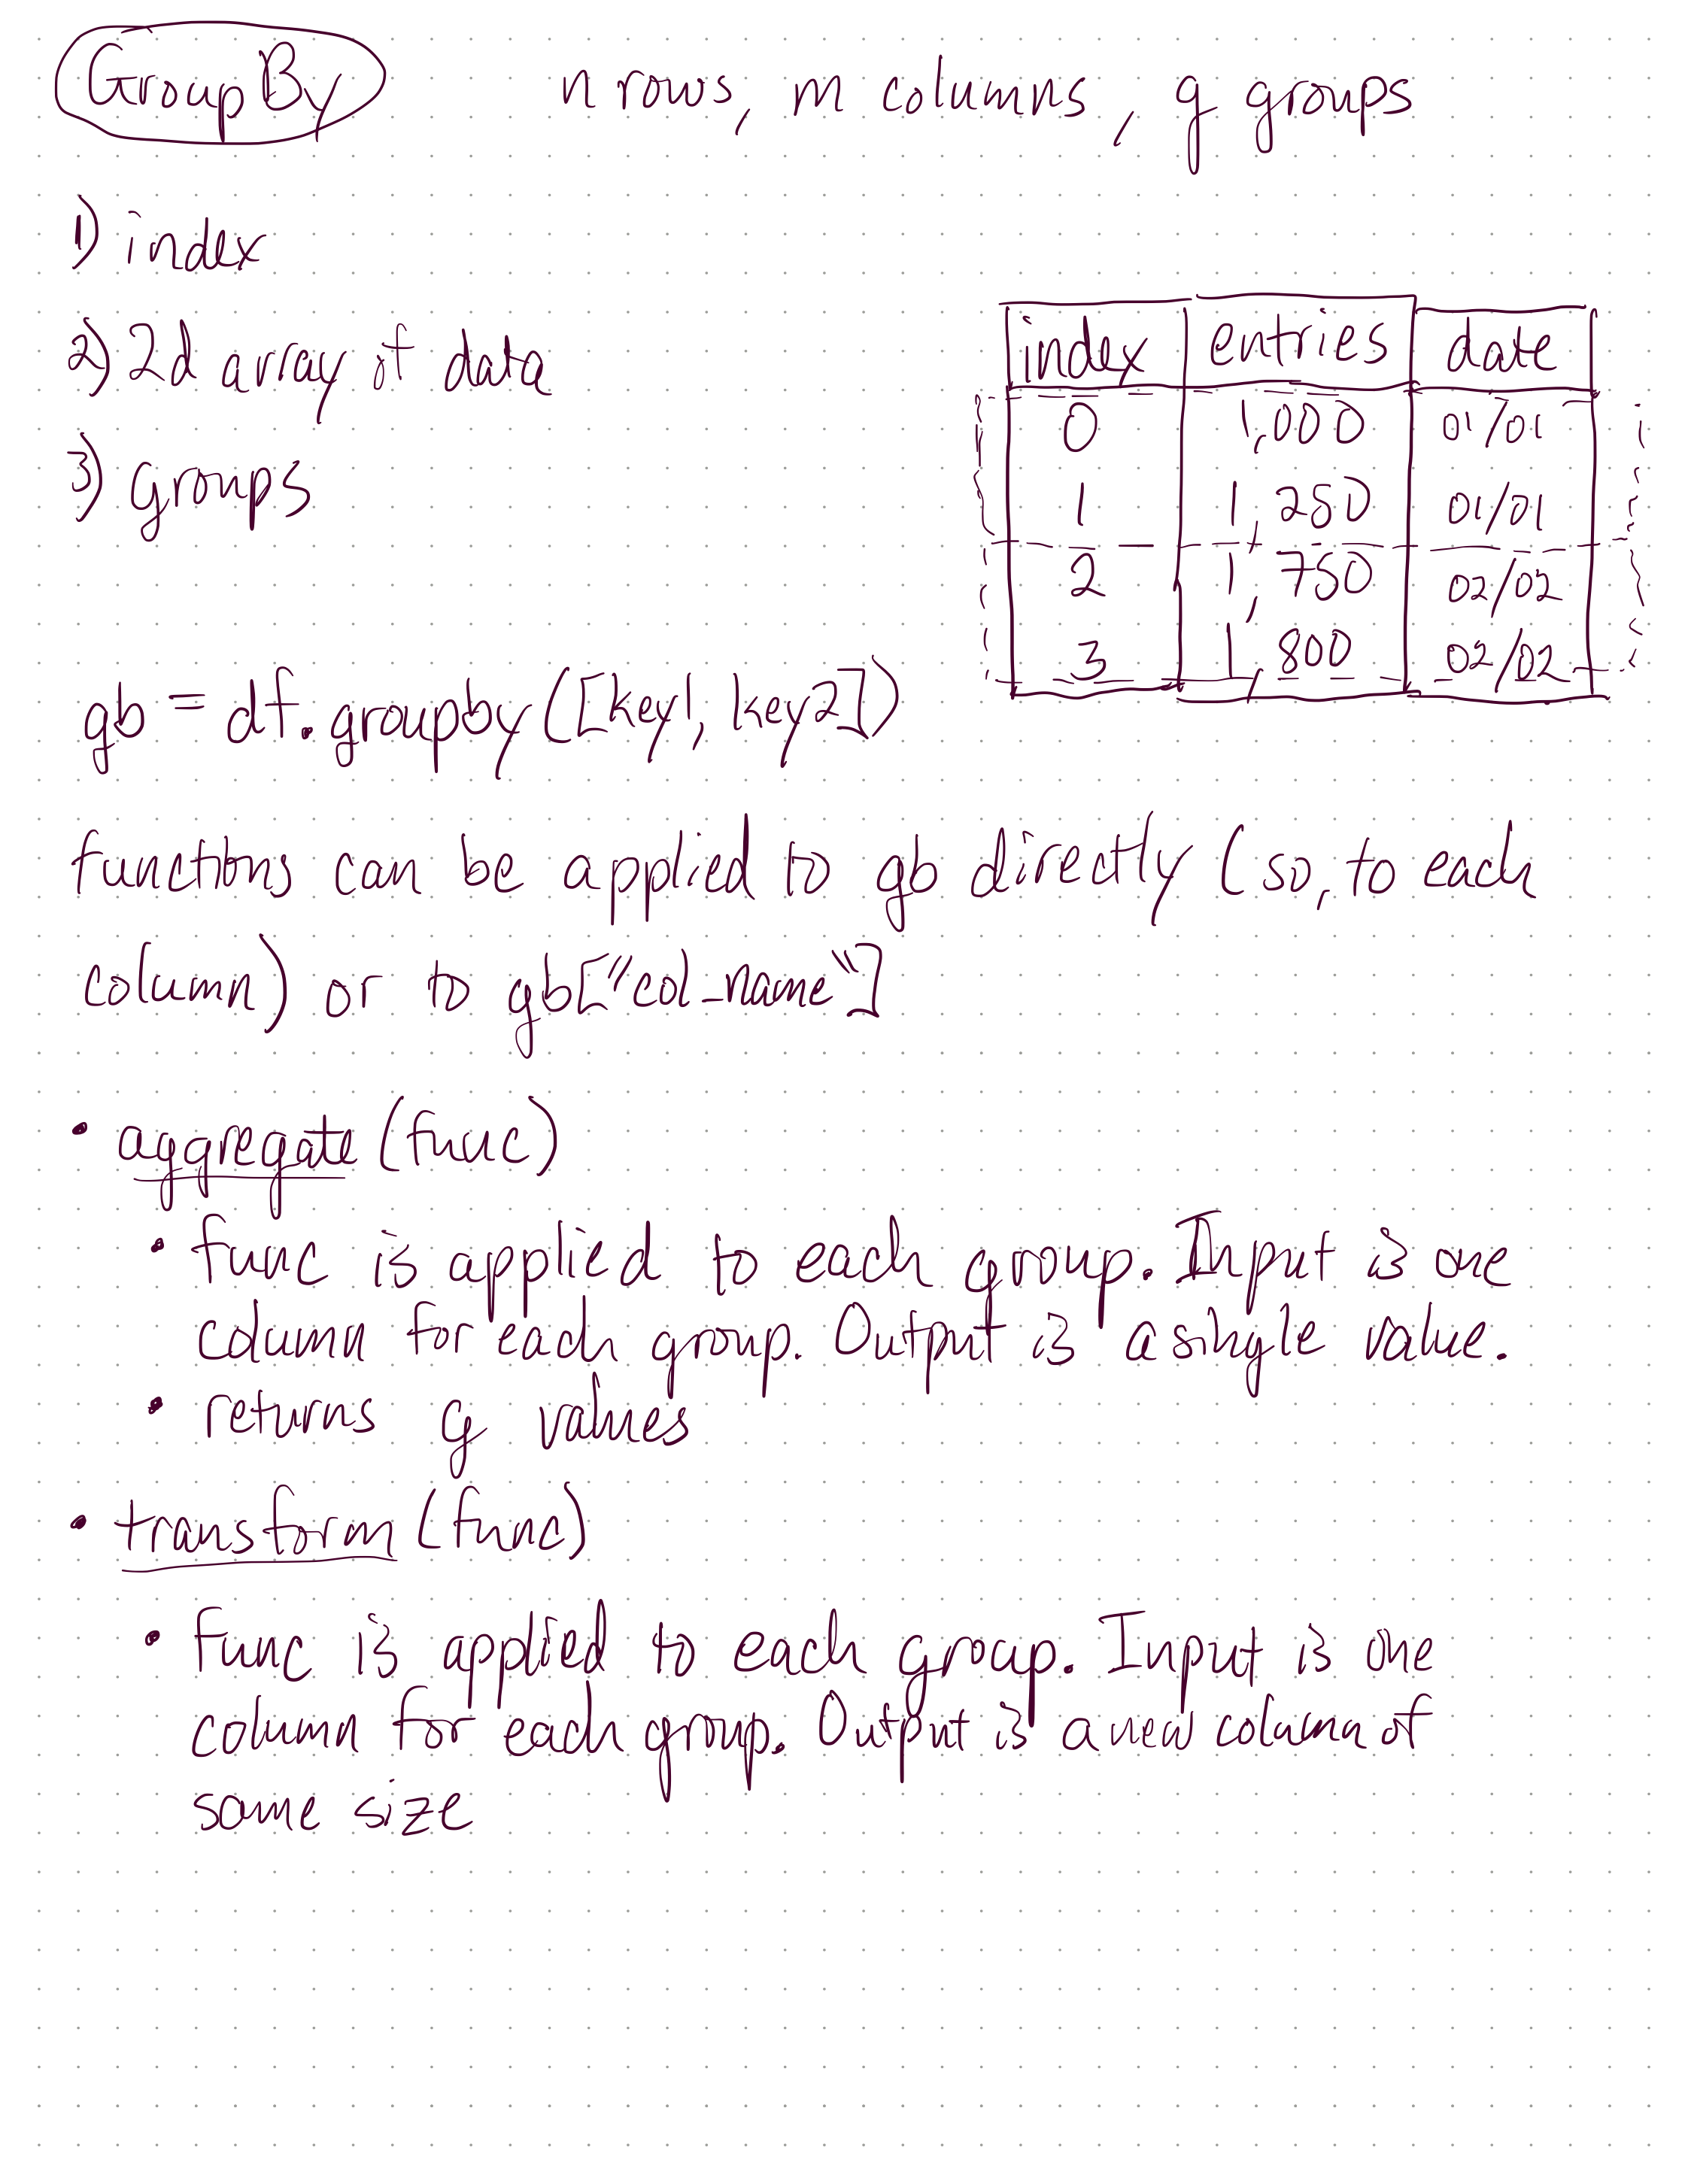 GroupBy n rows, m columns, g groups
1) index
2) 2d array of data
3) groups
index entries date
0 1,000 01/01
1 1,250 01/01
2 1,750 02/02
3 1,800 02/02
gb = df.groupby([key1, key2])
functions can be applied to gb directly (so, to each
column) or to gb["col_name"]
• aggregate (func)
• func is applied to each group. Input is one
column for each group. Output is a single value.
• returns g values
• transform (func)
• func is applied to each group. Input is one
column for each group. Output is a new column of
same size